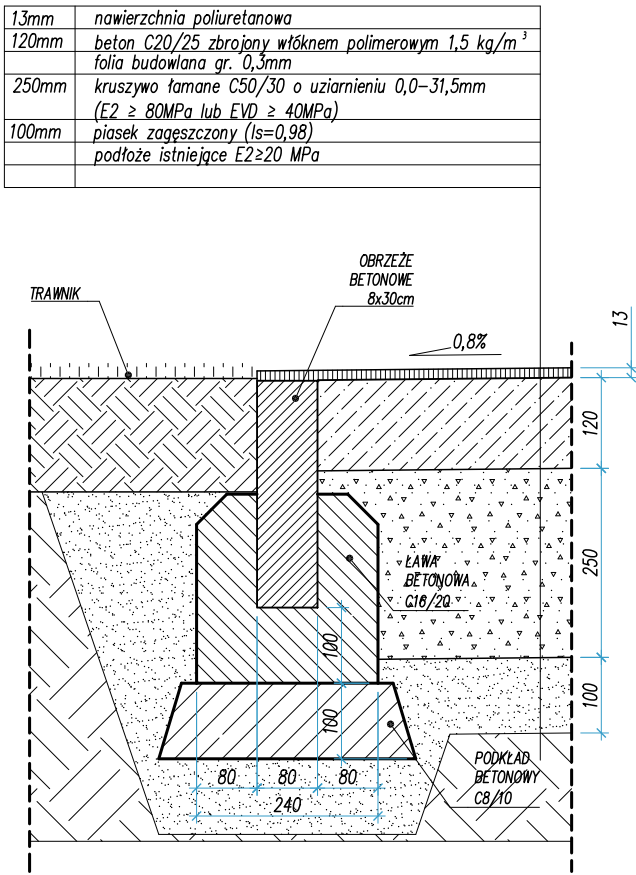 13mm nawierzchnia poliuretanowa
120mm beton C20/25 zbrojony włóknem polimerowym 1,5 kg/m³
folia budowlana gr. 0,3mm
250mm kruszywo łamane C50/30 o uziarnieniu 0,0-31,5mm
(E2 ≥ 80MPa lub EVD ≥ 40MPa)
100mm piasek zagęszczony (Is=0,98)
podłoże istniejące E2≥20 MPa
OBRZEŻE
BETONOWE
8x30cm
TRAWNIK
0,8%
13
120
250
100
ŁAWA
BETONOWA
C16/20
100
100
PODKŁAD
BETONOWY
C8/10
80
80
80
240